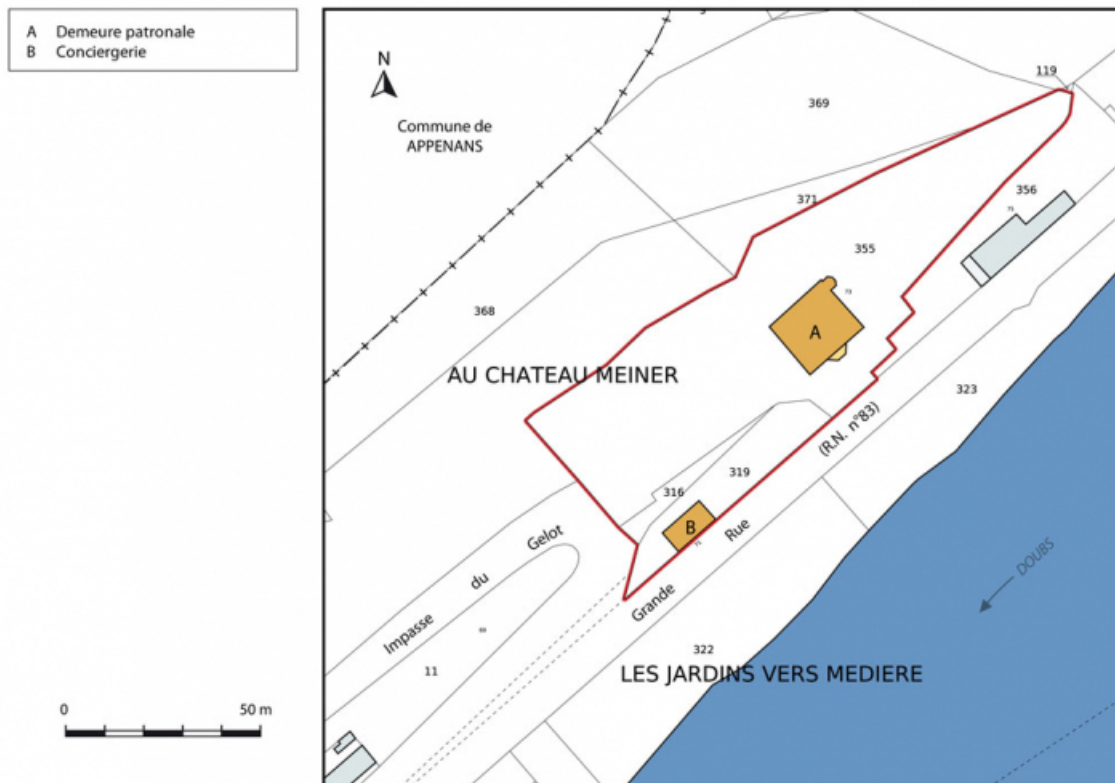 A Demeure patronale
B Conciergerie
N
Commune de
APPENANS
119
369
356
371
355
368
A
AU CHATEAU MEINER
323
(R.N. n°83)
319
316
B
Rue
Impasse du Gelot
Grande
DOUBS
322
11
LES JARDINS VERS MEDIERE
0 50 m